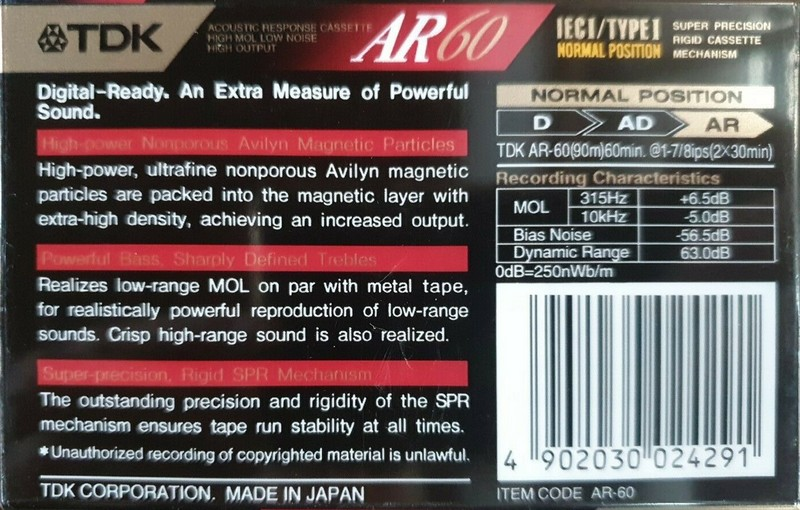 TDK
ACOUSTIC RESPONSE CASSETTE
HIGH MOL LOW NOISE
HIGH OUTPUT
AR60
IECI/TYPEI
NORMAL POSITION
SUPER PRECISION
RIGID CASSETTE
MECHANISM
Digital-Ready. An Extra Measure of Powerful
Sound.
High-power Nonporous Avilyn Magnetic Particles
High-power, ultrafine nonporous Avilyn magnetic
particles are packed into the magnetic layer with
extra-high density, achieving an increased output.
Powerful Bass, Sharply Defined Trebles
Realizes low-range MOL on par with metal tape,
for realistically powerful reproduction of low-range
sounds. Crisp high-range sound is also realized.
Super-precision, Rigid SPR Mechanism
The outstanding precision and rigidity of the SPR
mechanism ensures tape run stability at all times.
*Unauthorized recording of copyrighted material is unlawful.
TDK CORPORATION. MADE IN JAPAN
NORMAL POSITION
D AD AR
TDK AR-60(90m)60min. @1-7/8ips(2×30min)
Recording Characteristics
MOL 315Hz +6.5dB
10kHz -5.0dB
Bias Noise -56.5dB
Dynamic Range 63.0dB
0dB=250nWb/m
4 902030 024291
ITEM CODE AR-60